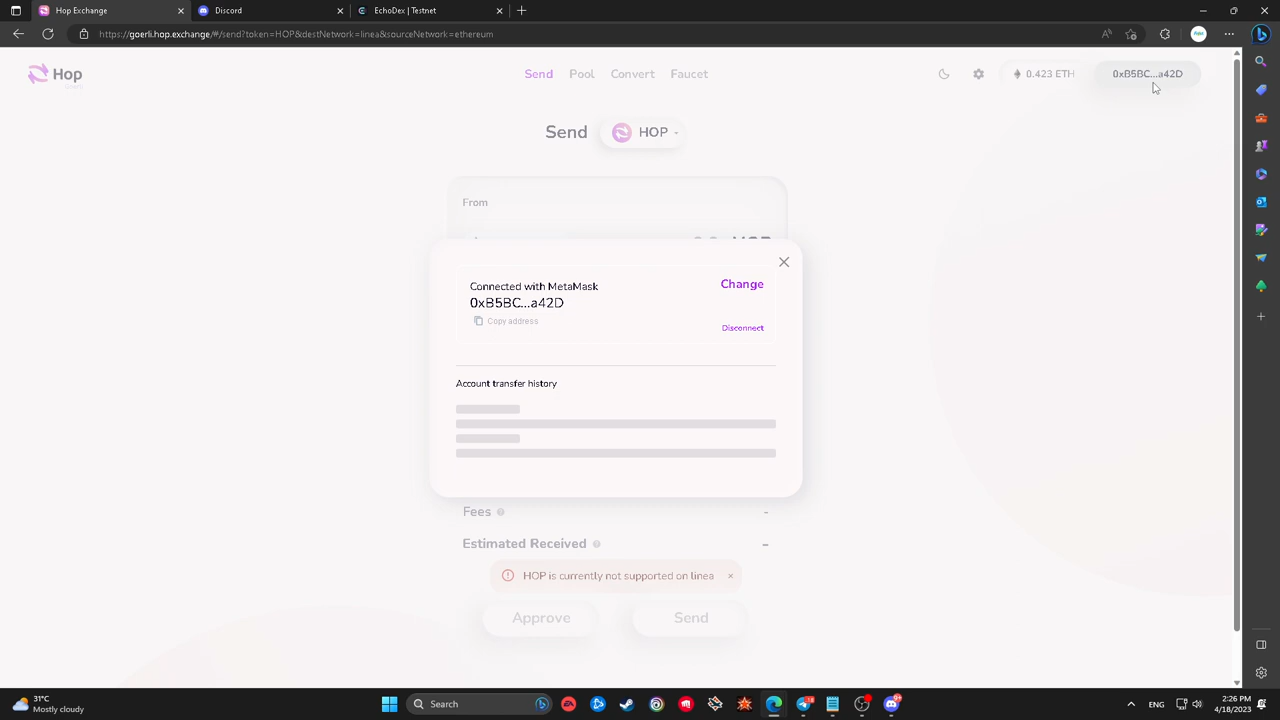 Hop Exchange
Discord
EchoDex | Testnet
https://goerli.hop.exchange/#/send?token=HOP&destNetwork=linea&sourceNetwork=ethereum
Hop
Send
Pool
Convert
Faucet
0.423 ETH
0xB5BC...a42D
Send
HOP
From
HOP
Connected with MetaMask
Change
0xB5BC...a42D
Copy address
Disconnect
Account transfer history
Fees
-
Estimated Received
-
HOP is currently not supported on linea
Approve
Send
31°C
Mostly cloudy
Search
ENG
2:26 PM
4/18/2023